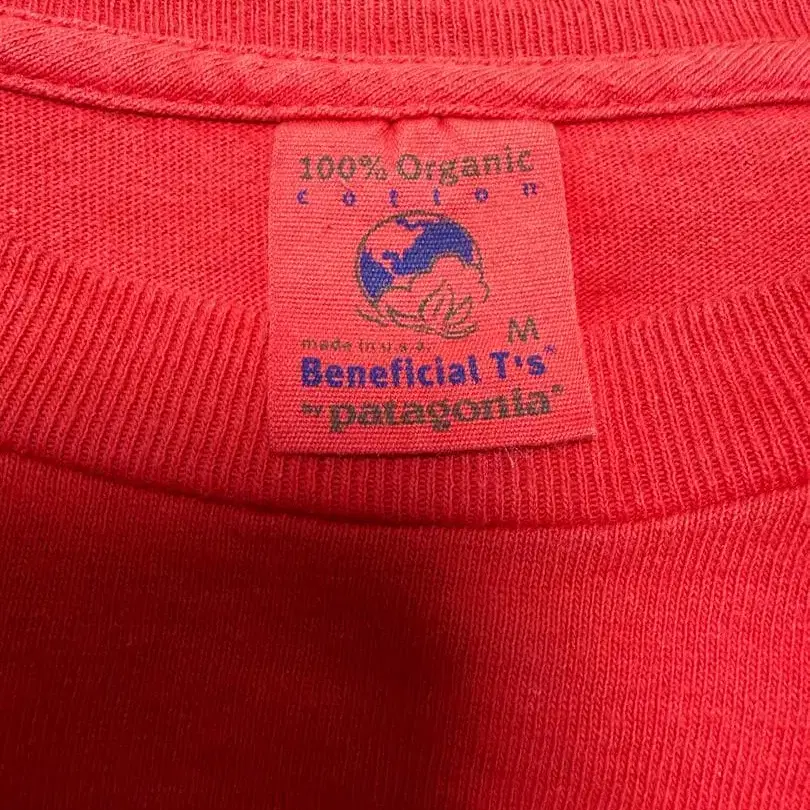 100% Organic
cotton
M
made in u.s.a.
Beneficial T's®
by patagonia®